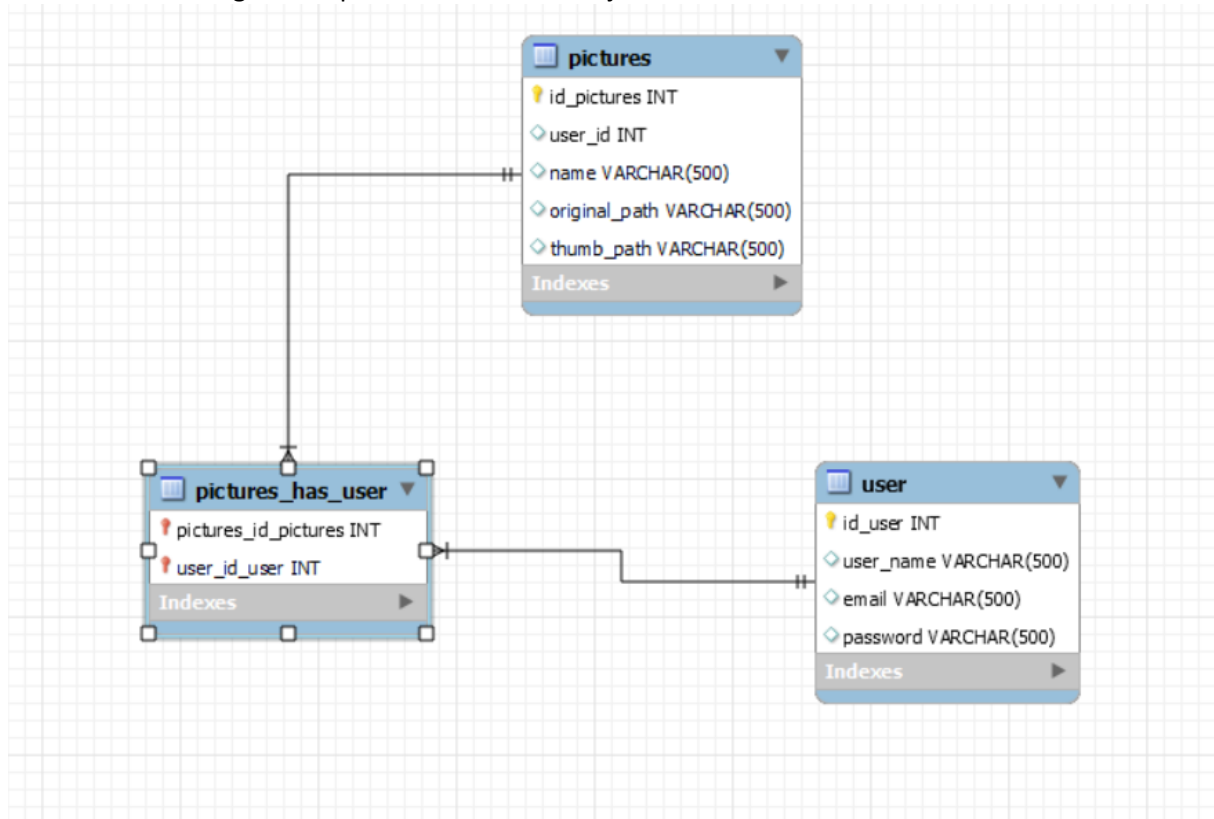 pictures
id_pictures INT
user_id INT
name VARCHAR(500)
original_path VARCHAR(500)
thumb_path VARCHAR(500)
Indexes
pictures_has_user
pictures_id_pictures INT
user_id_user INT
Indexes
user
id_user INT
user_name VARCHAR(500)
email VARCHAR(500)
password VARCHAR(500)
Indexes